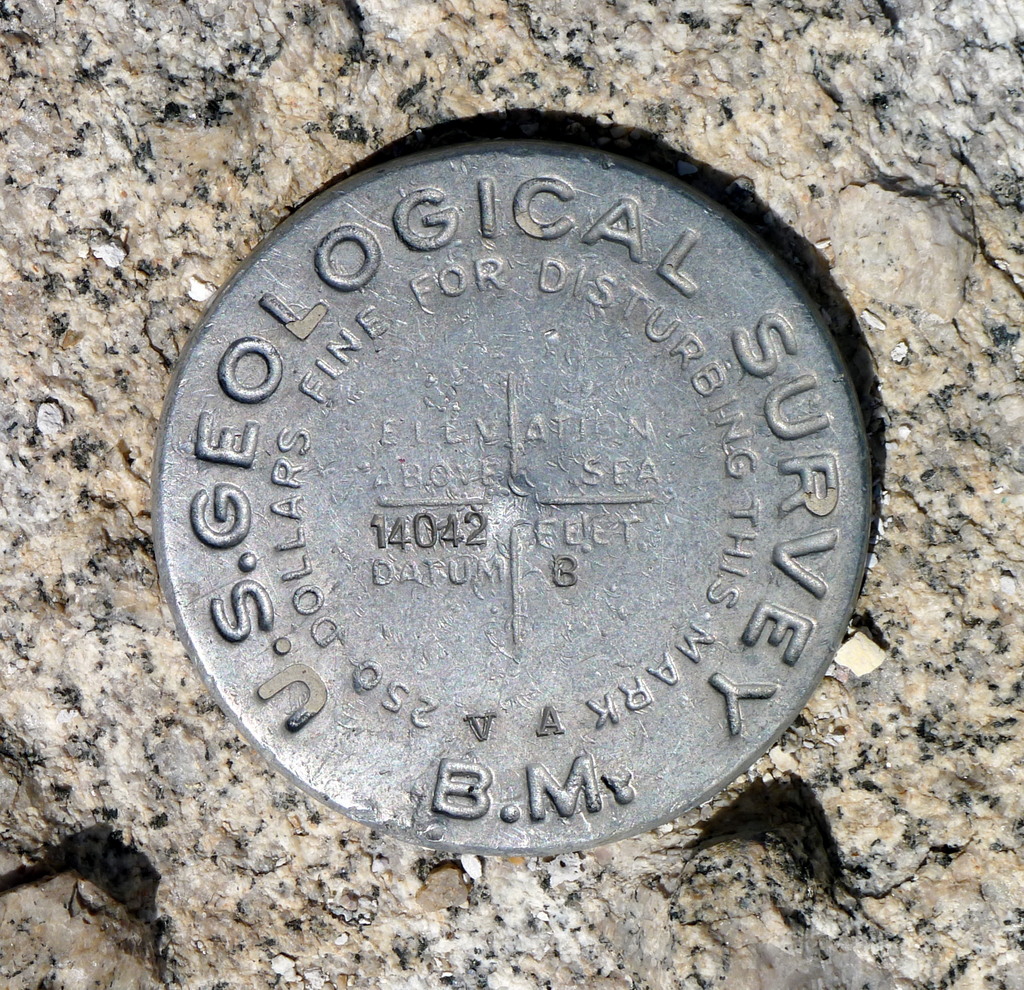 U.S.GEOLOGICAL SURVEY
250 DOLLARS FINE FOR DISTURBING THIS MARK
ELEVATION
ABOVE SEA
14042 FEET.
DATUM B
V A
B.M.